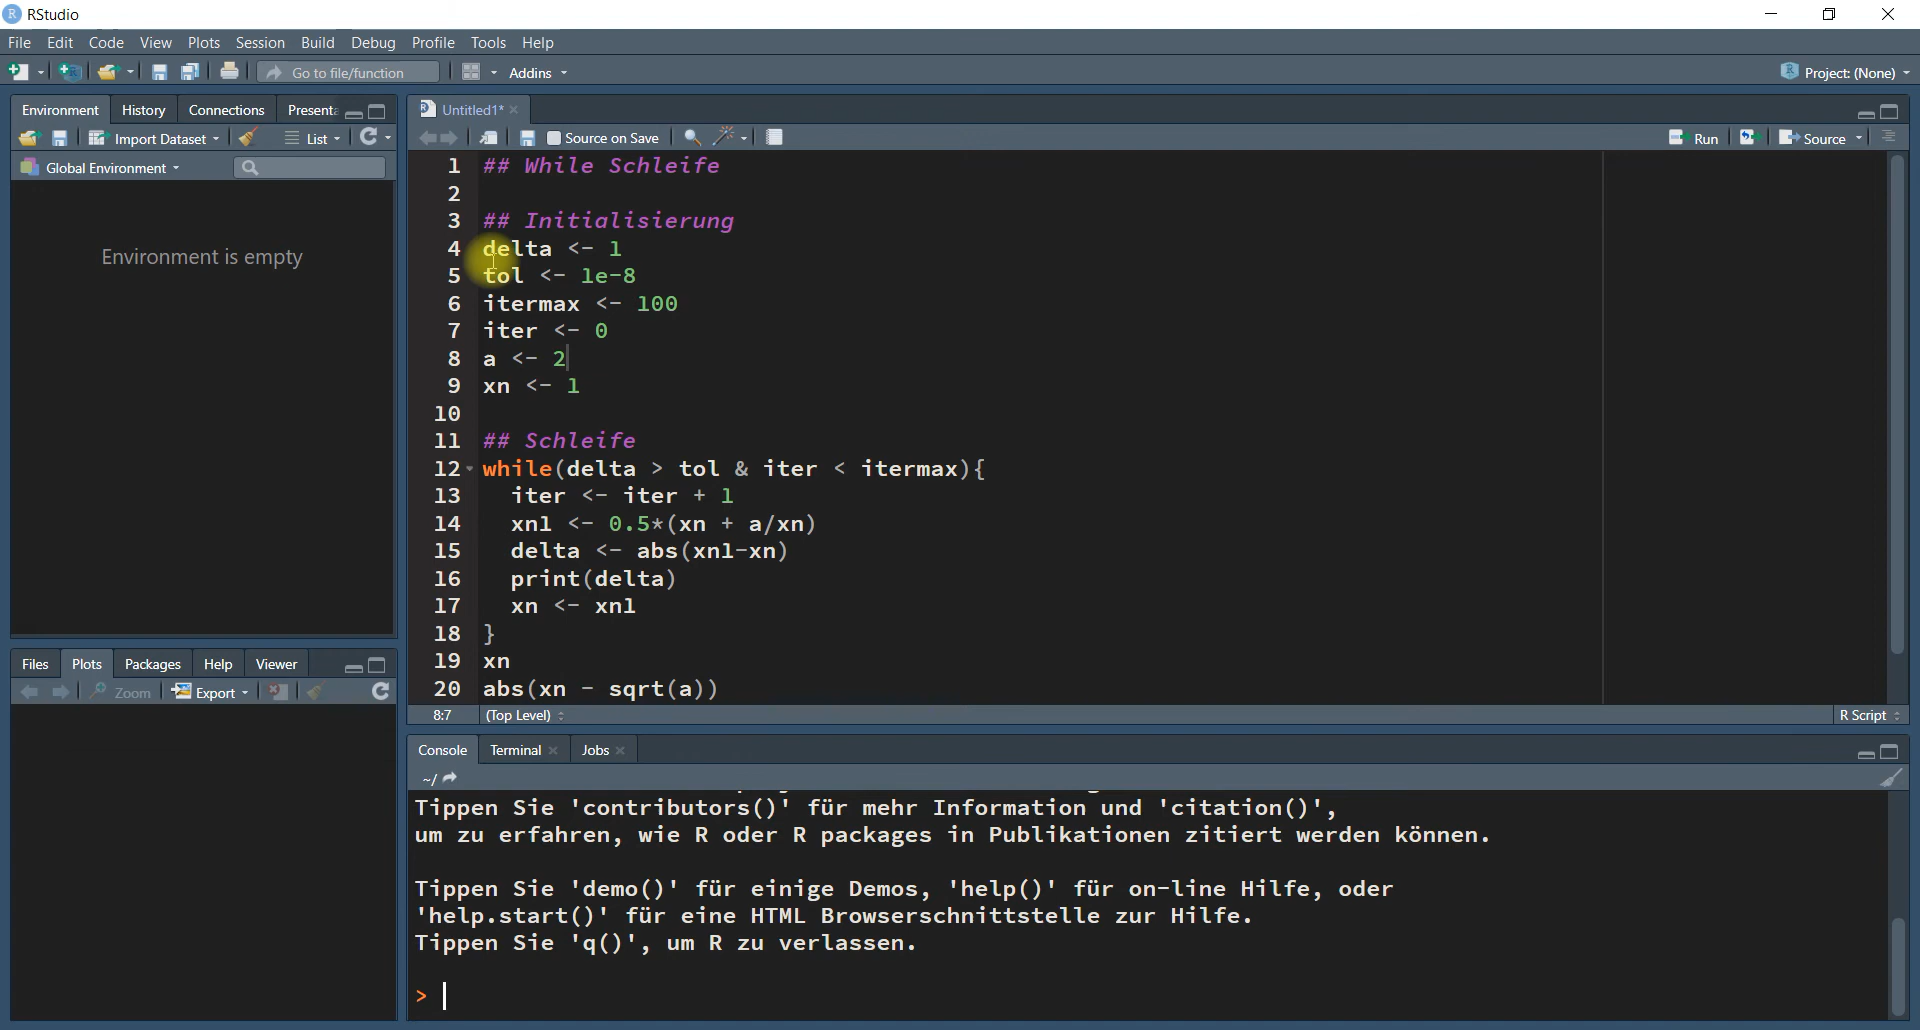 RStudio
File Edit Code View Plots Session Build Debug Profile Tools Help
Go to file/function Addins Project: (None)
Environment History Connections Presenta
Import Dataset List
Global Environment
Environment is empty
Files Plots Packages Help Viewer
Zoom Export
Untitled1*
Source on Save Run Source
1 ## While Schleife
2
3 ## Initialisierung
4 delta <- 1
5 tol <- 1e-8
6 itermax <- 100
7 iter <- 0
8 a <- 2
9 xn <- 1
10
11 ## Schleife
12 while(delta > tol & iter < itermax){
13 iter <- iter + 1
14 xn1 <- 0.5*(xn + a/xn)
15 delta <- abs(xn1-xn)
16 print(delta)
17 xn <- xn1
18 }
19 xn
20 abs(xn - sqrt(a))
8:7 (Top Level) R Script
Console Terminal Jobs
~/
Tippen Sie 'contributors()' für mehr Information und 'citation()',
um zu erfahren, wie R oder R packages in Publikationen zitiert werden können.
Tippen Sie 'demo()' für einige Demos, 'help()' für on-line Hilfe, oder
'help.start()' für eine HTML Browserschnittstelle zur Hilfe.
Tippen Sie 'q()', um R zu verlassen.
>